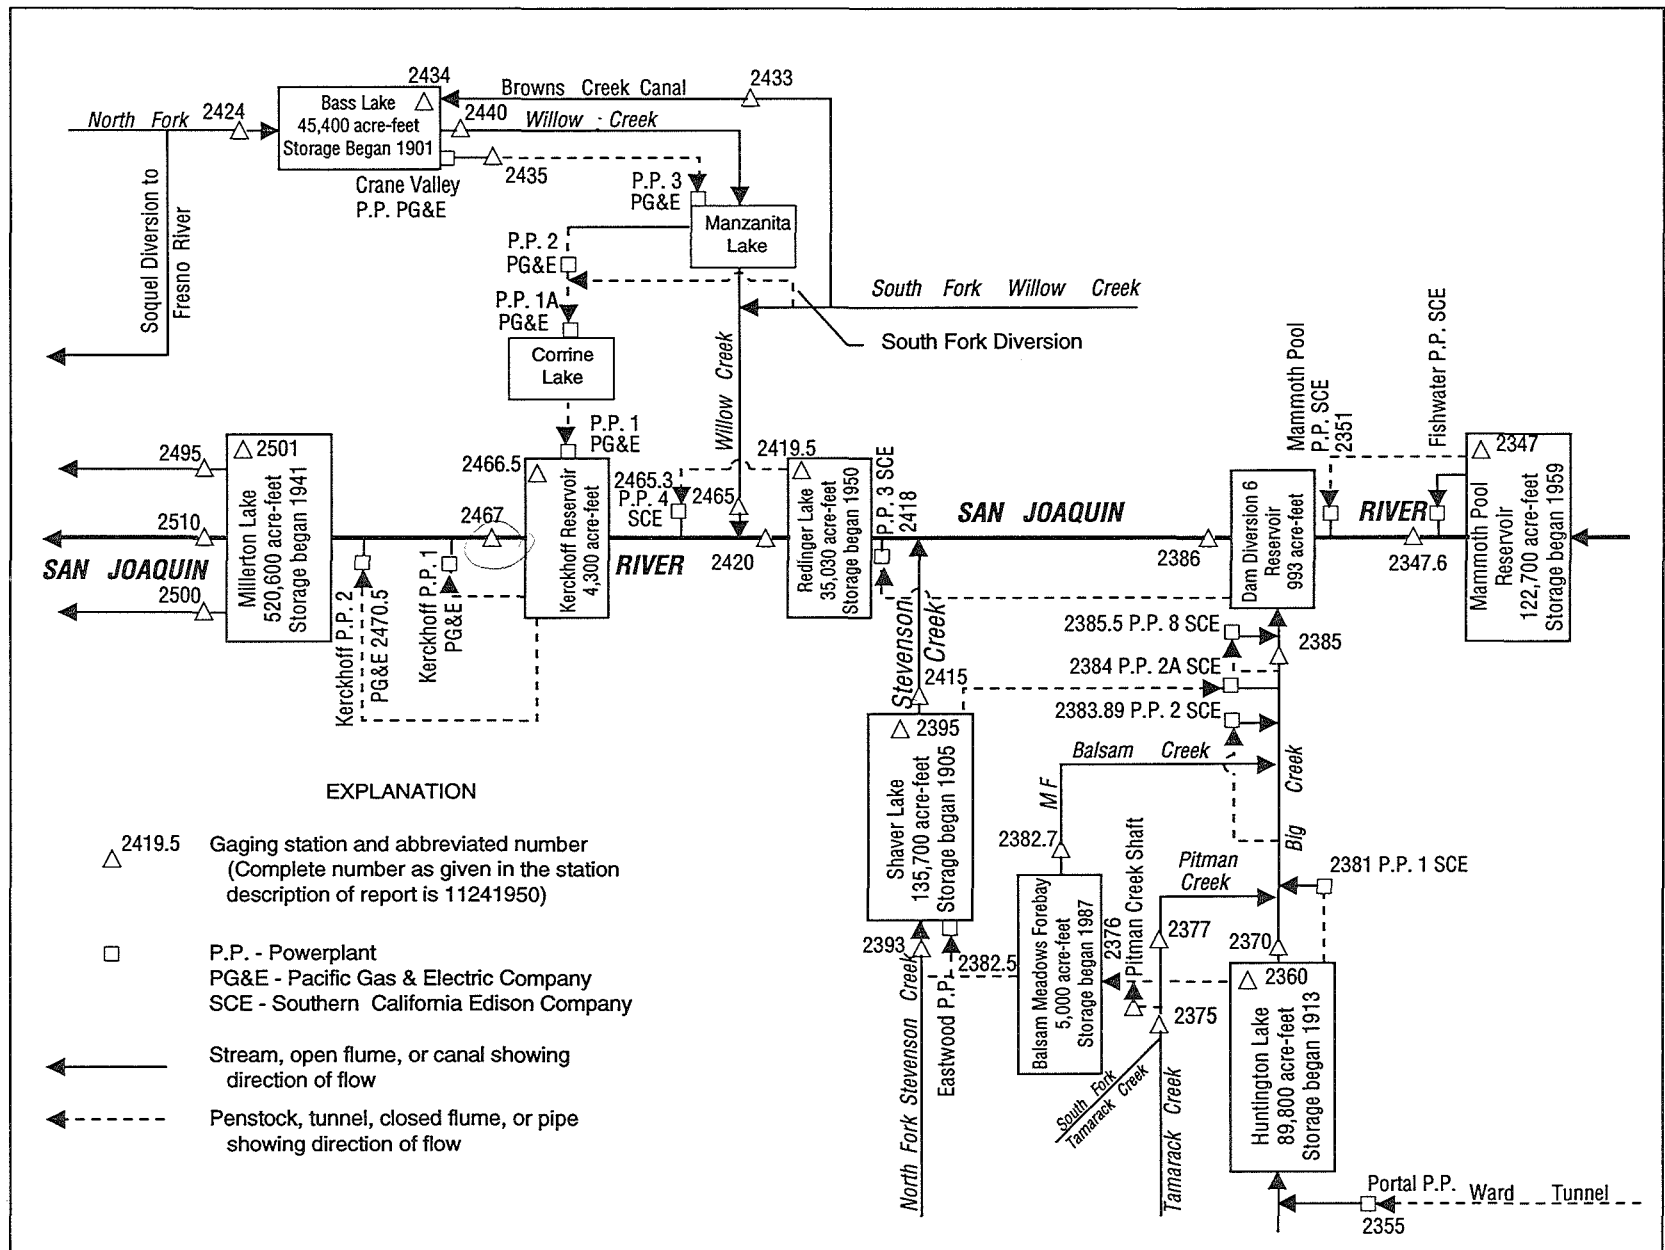 2434
Browns Creek Canal
2433
Bass Lake
45,400 acre-feet
Storage Began 1901
North Fork
2424
2440
Willow - Creek
2435
Crane Valley
P.P. PG&E
P.P. 3
PG&E
Manzanita
Lake
Soquel Diversion to
Fresno River
P.P. 2
PG&E
P.P. 1A
PG&E
South Fork Willow Creek
South Fork Diversion
Corrine
Lake
Willow Creek
P.P. 1
PG&E
Mammoth Pool
P.P. SCE
2351
Fishwater P.P. SCE
2495
2501
Millerton Lake
520,600 acre-feet
Storage began 1941
2510
SAN JOAQUIN
2500
2466.5
Kerckhoff Reservoir
4,300 acre-feet
2467
Kerckhoff P.P. 2
PG&E 2470.5
Kerckhoff P.P. 1
PG&E
2465.3
P.P. 4
SCE
2465
2419.5
RIVER
2420
Redinger Lake
35,030 acre-feet
Storage began 1950
P.P. 3 SCE
2418
SAN JOAQUIN
2386
Dam Diversion 6
Reservoir
993 acre-feet
RIVER
2347.6
2347
Mammoth Pool
Reservoir
122,700 acre-feet
Storage began 1959
Stevenson
Creek
2415
2385.5 P.P. 8 SCE
2385
2384 P.P. 2A SCE
2383.89 P.P. 2 SCE
2395
Shaver Lake
135,700 acre-feet
Storage began 1905
Balsam Creek
M F
Big Creek
2382.7
Pitman
Creek
2381 P.P. 1 SCE
Balsam Meadows Forebay
5,000 acre-feet
Storage began 1987
2376
Pitman Creek Shaft
2377
2370
2393
2382.5
Eastwood P.P.
North Fork Stevenson Creek
2375
South Fork
Tamarack Creek
Tamarack Creek
2360
Huntington Lake
89,800 acre-feet
Storage began 1913
Portal P.P.
Ward Tunnel
2355
EXPLANATION
2419.5 Gaging station and abbreviated number
(Complete number as given in the station
description of report is 11241950)
P.P. - Powerplant
PG&E - Pacific Gas & Electric Company
SCE - Southern California Edison Company
Stream, open flume, or canal showing
direction of flow
Penstock, tunnel, closed flume, or pipe
showing direction of flow